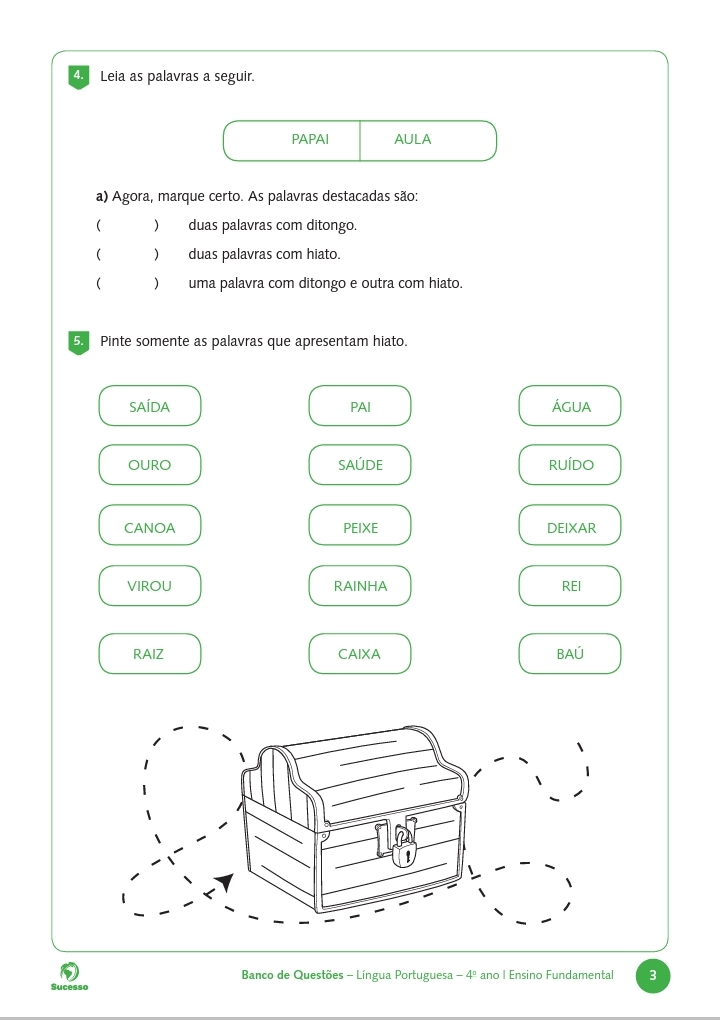 4. Leia as palavras a seguir.
PAPAI AULA
a) Agora, marque certo. As palavras destacadas são:
( ) duas palavras com ditongo.
( ) duas palavras com hiato.
( ) uma palavra com ditongo e outra com hiato.
5. Pinte somente as palavras que apresentam hiato.
SAÍDA PAI ÁGUA
OURO SAÚDE RUÍDO
CANOA PEIXE DEIXAR
VIROU RAINHA REI
RAIZ CAIXA BAÚ
Sucesso
Banco de Questões – Língua Portuguesa – 4º ano | Ensino Fundamental
3